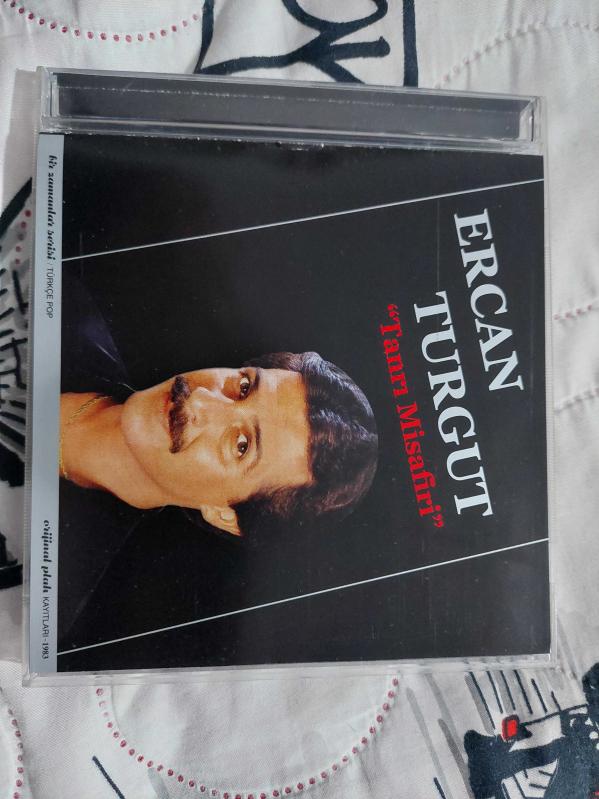 ERCAN
TURGUT
“Tanrı Misafiri”
bir zamanlar serisi / TÜRKÇE POP
orijinal plak KAYITLARI-1983